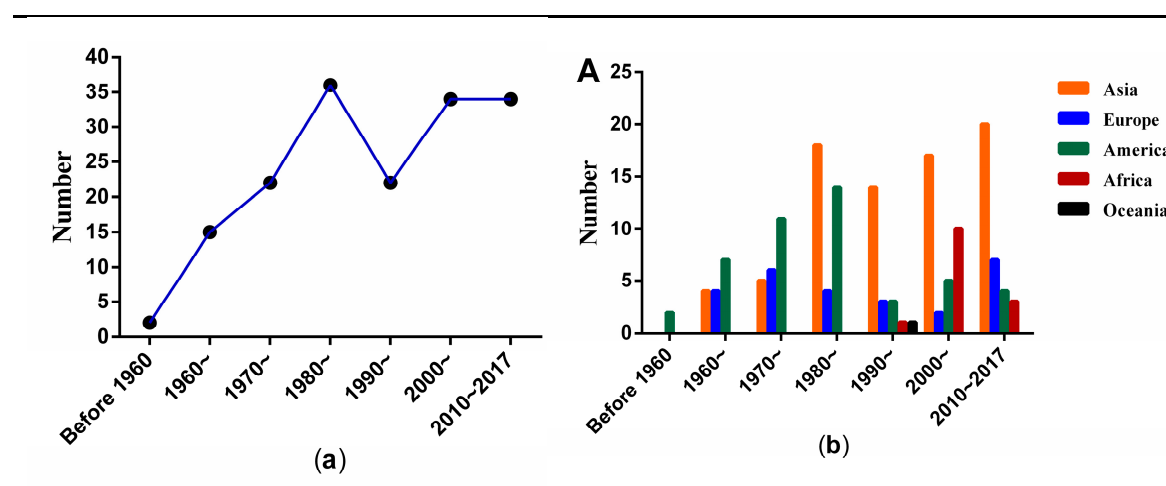 40
35
30
25
20
15
10
5
0
Number
Before 1960
1960~
1970~
1980~
1990~
2000~
2010~2017
(a)
A
25
20
15
10
5
0
Number
Before 1960
1960~
1970~
1980~
1990~
2000~
2010~2017
(b)
Asia
Europe
America
Africa
Oceania